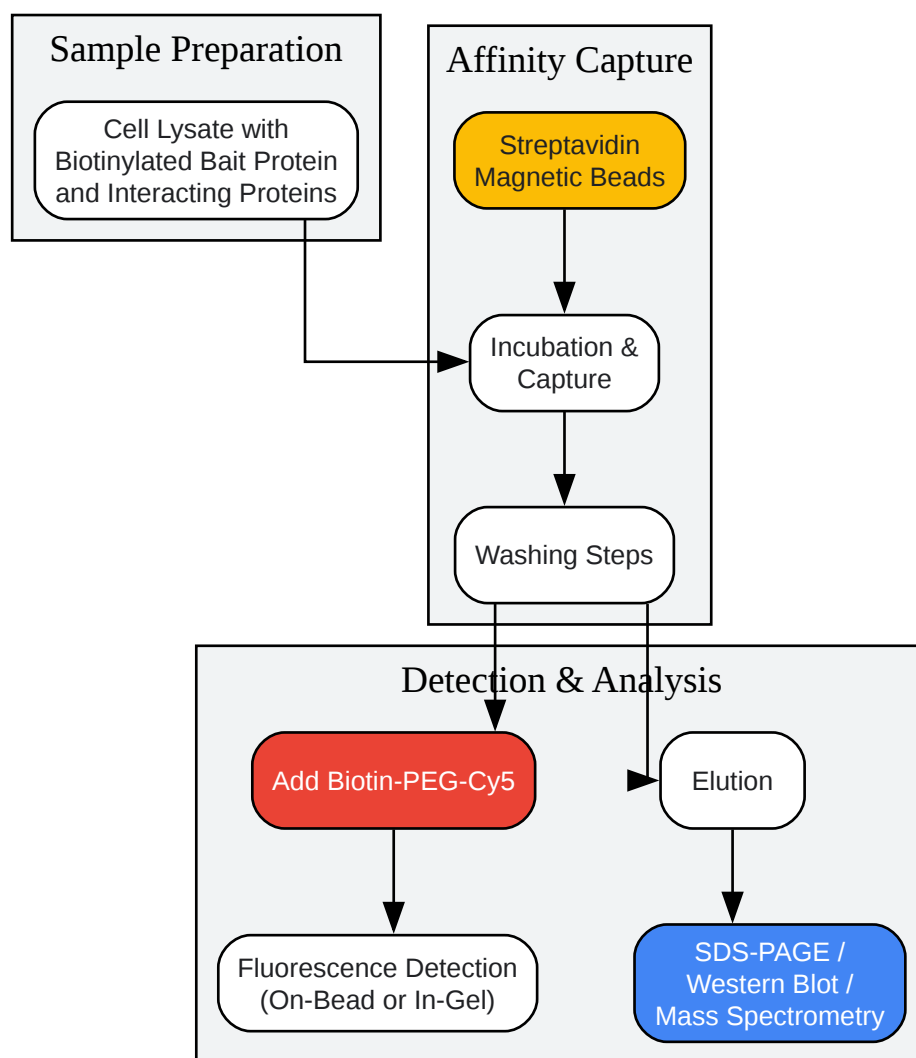 Sample Preparation
Cell Lysate with
Biotinylated Bait Protein
and Interacting Proteins
Affinity Capture
Streptavidin
Magnetic Beads
Incubation &
Capture
Washing Steps
Detection & Analysis
Add Biotin-PEG-Cy5
Elution
Fluorescence Detection
(On-Bead or In-Gel)
SDS-PAGE /
Western Blot /
Mass Spectrometry